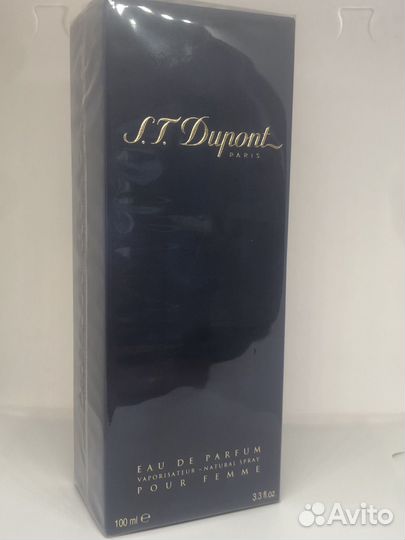 S.T. Dupont
PARIS
EAU DE PARFUM
VAPORISATEUR - NATURAL SPRAY
POUR FEMME
100 ml ℮ 3.3 fl.oz
Avito